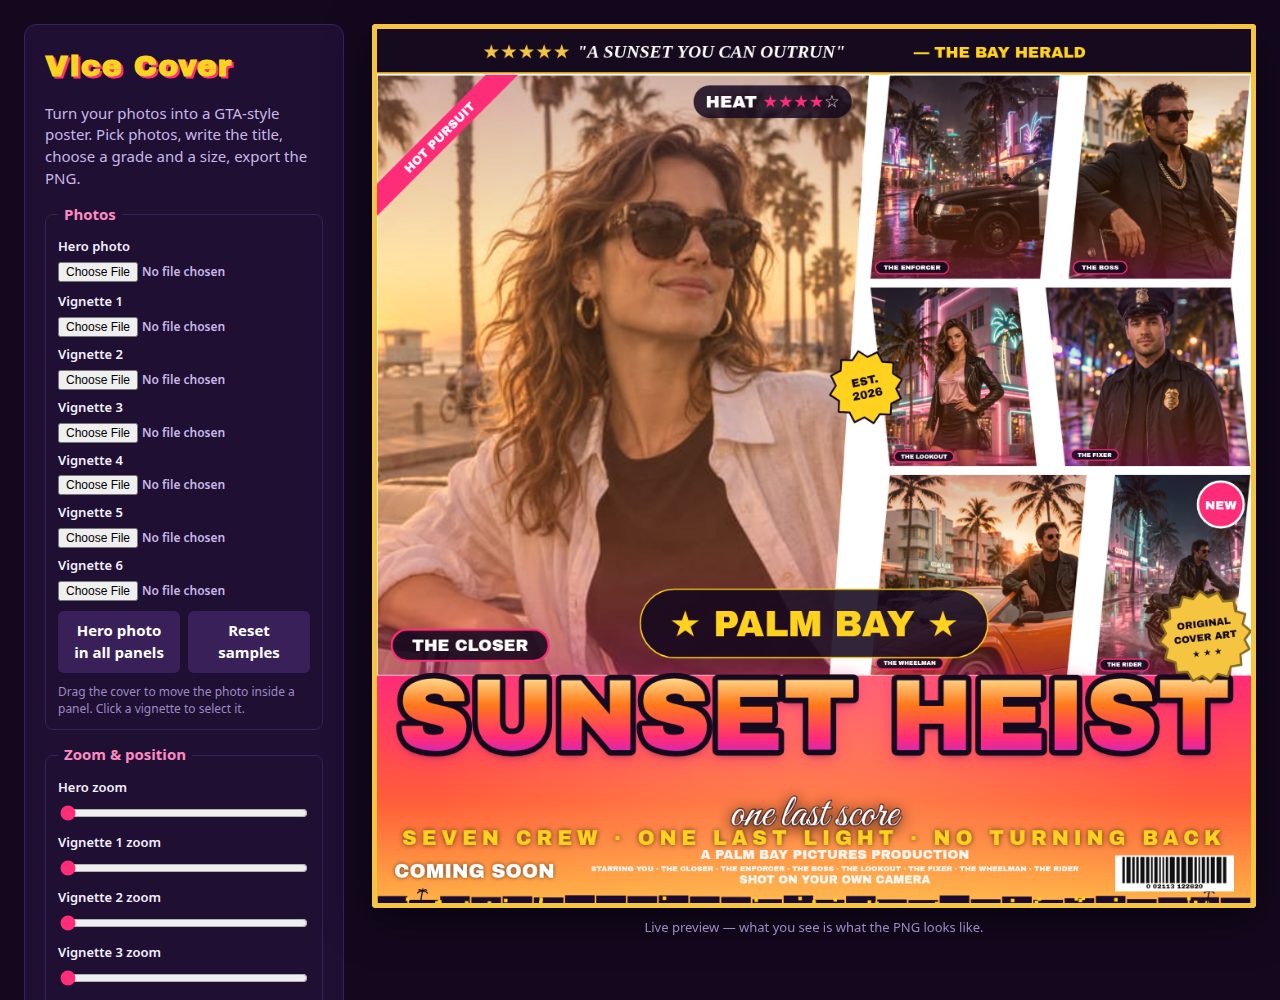 Vice Cover
Turn your photos into a GTA-style
poster. Pick photos, write the title,
choose a grade and a size, export the
PNG.
Photos
Hero photo
Choose File No file chosen
Vignette 1
Choose File No file chosen
Vignette 2
Choose File No file chosen
Vignette 3
Choose File No file chosen
Vignette 4
Choose File No file chosen
Vignette 5
Choose File No file chosen
Vignette 6
Choose File No file chosen
Hero photo
in all panels
Reset
samples
Drag the cover to move the photo inside a
panel. Click a vignette to select it.
Zoom & position
Hero zoom
Vignette 1 zoom
Vignette 2 zoom
Vignette 3 zoom
★★★★★ "A SUNSET YOU CAN OUTRUN" — THE BAY HERALD
HOT PURSUIT
HEAT ★★★★☆
THE ENFORCER
THE BOSS
EST.
2026
THE LOOKOUT
THE FIXER
NEW
THE CLOSER
★ PALM BAY ★
THE WHEELMAN
THE RIDER
ORIGINAL
COVER ART
★ ★ ★
SUNSET HEIST
one last score
SEVEN CREW · ONE LAST LIGHT · NO TURNING BACK
COMING SOON
A PALM BAY PICTURES PRODUCTION
STARRING YOU · THE CLOSER · THE ENFORCER · THE BOSS · THE LOOKOUT · THE FIXER · THE WHEELMAN · THE RIDER
SHOT ON YOUR OWN CAMERA
0 02113 122620
Live preview — what you see is what the PNG looks like.